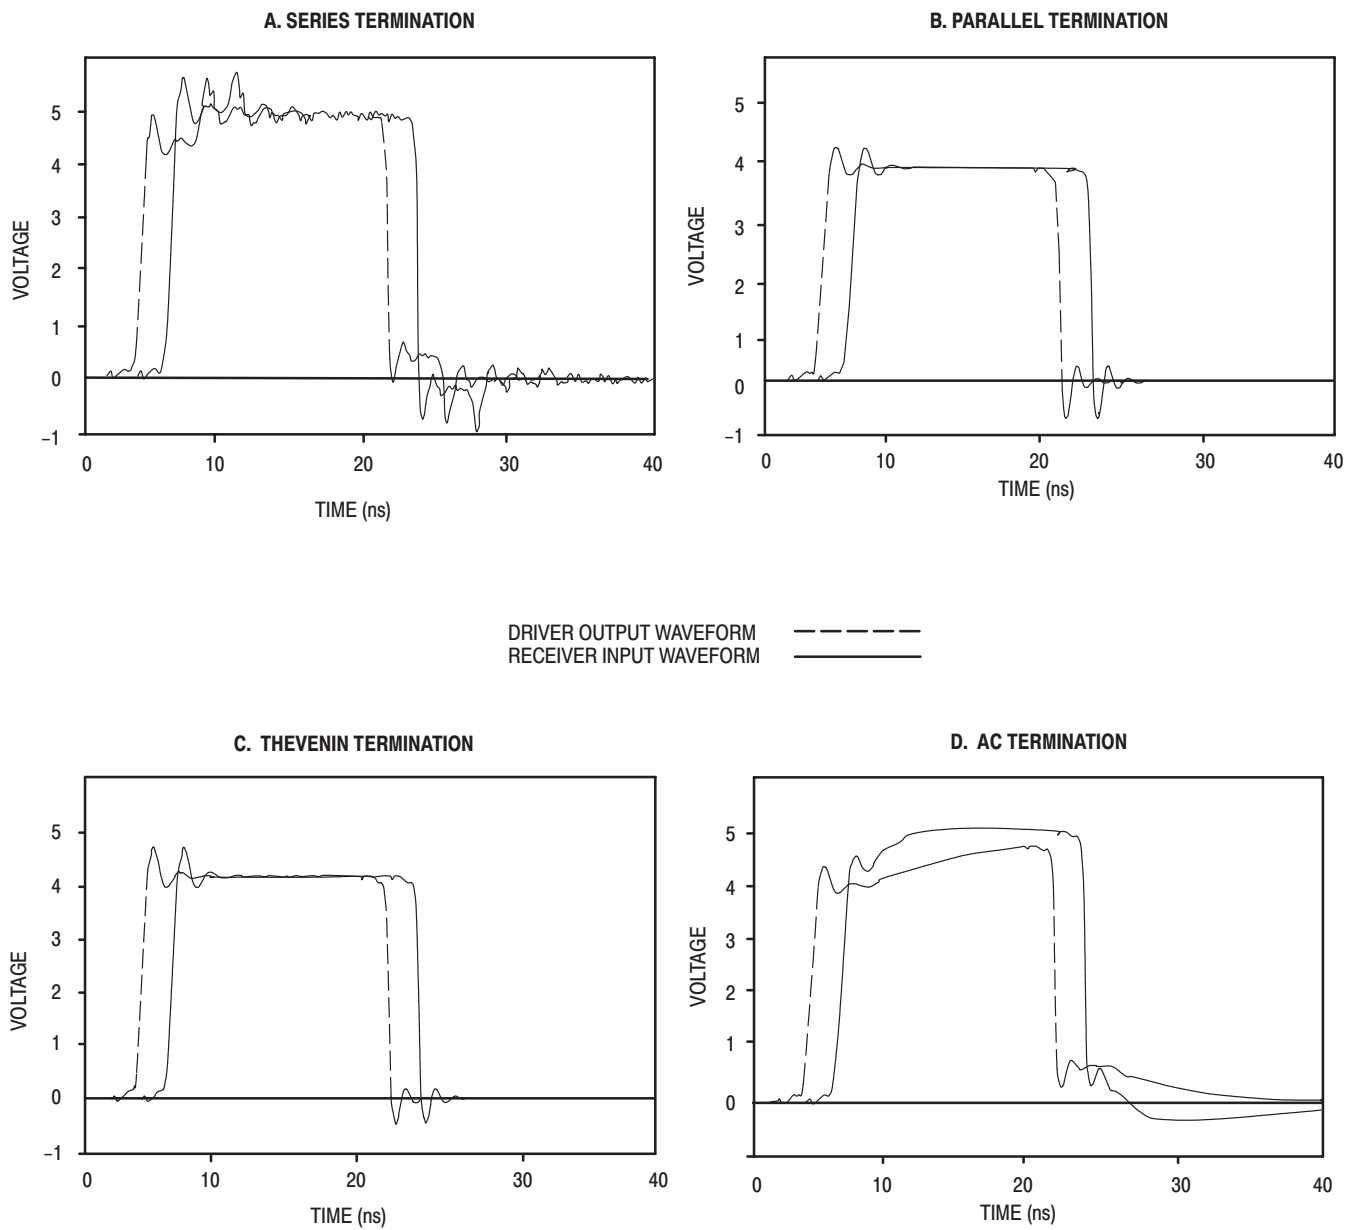 A. SERIES TERMINATION
5
4
3
2
1
0
−1
VOLTAGE
0 10 20 30 40
TIME (ns)
B. PARALLEL TERMINATION
5
4
3
2
1
0
−1
VOLTAGE
0 10 20 30 40
TIME (ns)
DRIVER OUTPUT WAVEFORM
RECEIVER INPUT WAVEFORM
C. THEVENIN TERMINATION
5
4
3
2
1
0
−1
VOLTAGE
0 10 20 30 40
TIME (ns)
D. AC TERMINATION
5
4
3
2
1
0
VOLTAGE
0 10 20 30 40
TIME (ns)